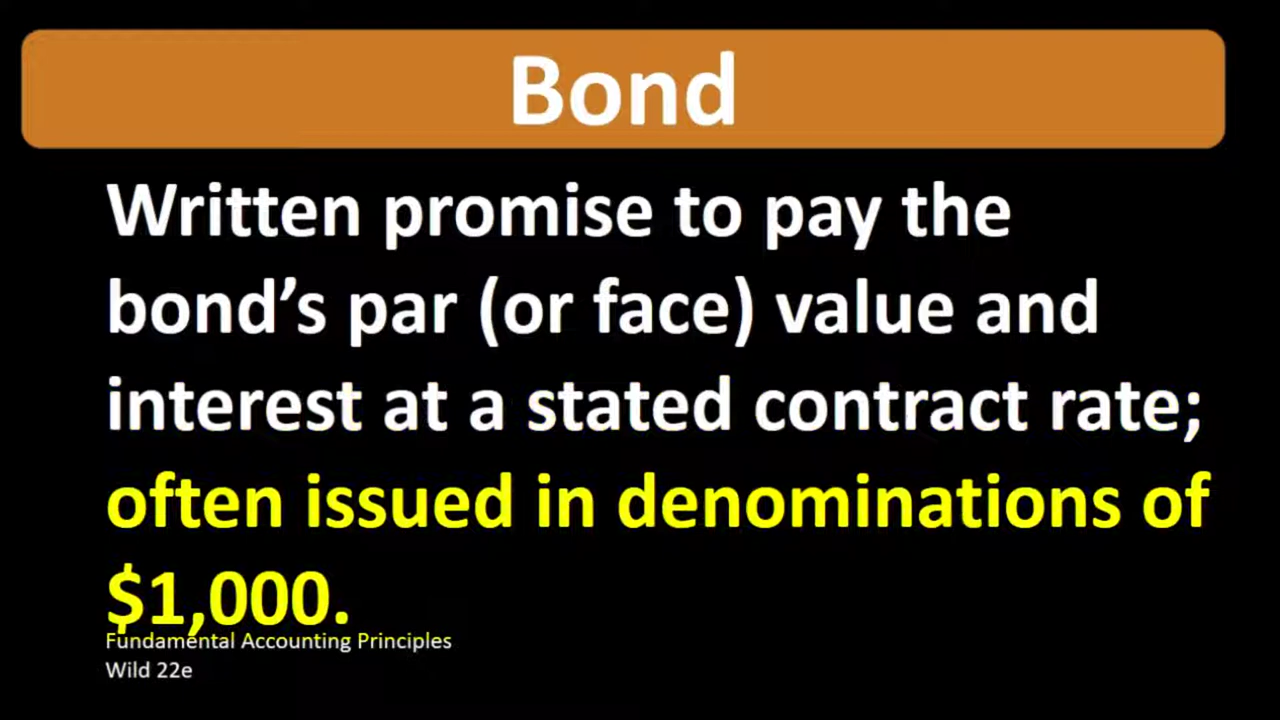 Bond
Written promise to pay the
bond’s par (or face) value and
interest at a stated contract rate;
often issued in denominations of
$1,000.
Fundamental Accounting Principles
Wild 22e